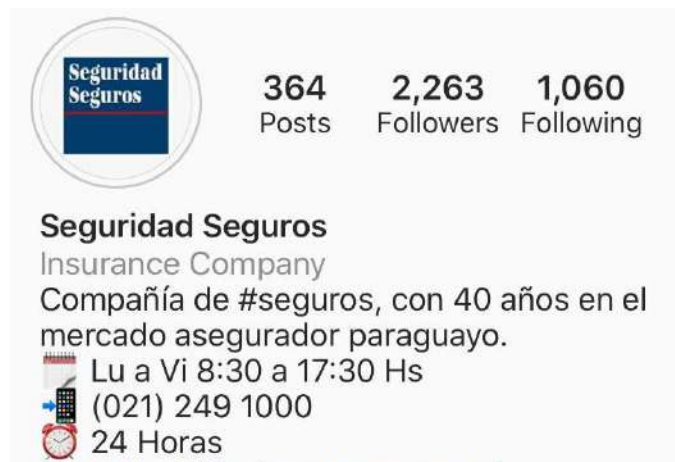 Seguridad
Seguros
364 2,263 1,060
Posts Followers Following
Seguridad Seguros
Insurance Company
Compañía de #seguros, con 40 años en el
mercado asegurador paraguayo.
Lu a Vi 8:30 a 17:30 Hs
(021) 249 1000
24 Horas